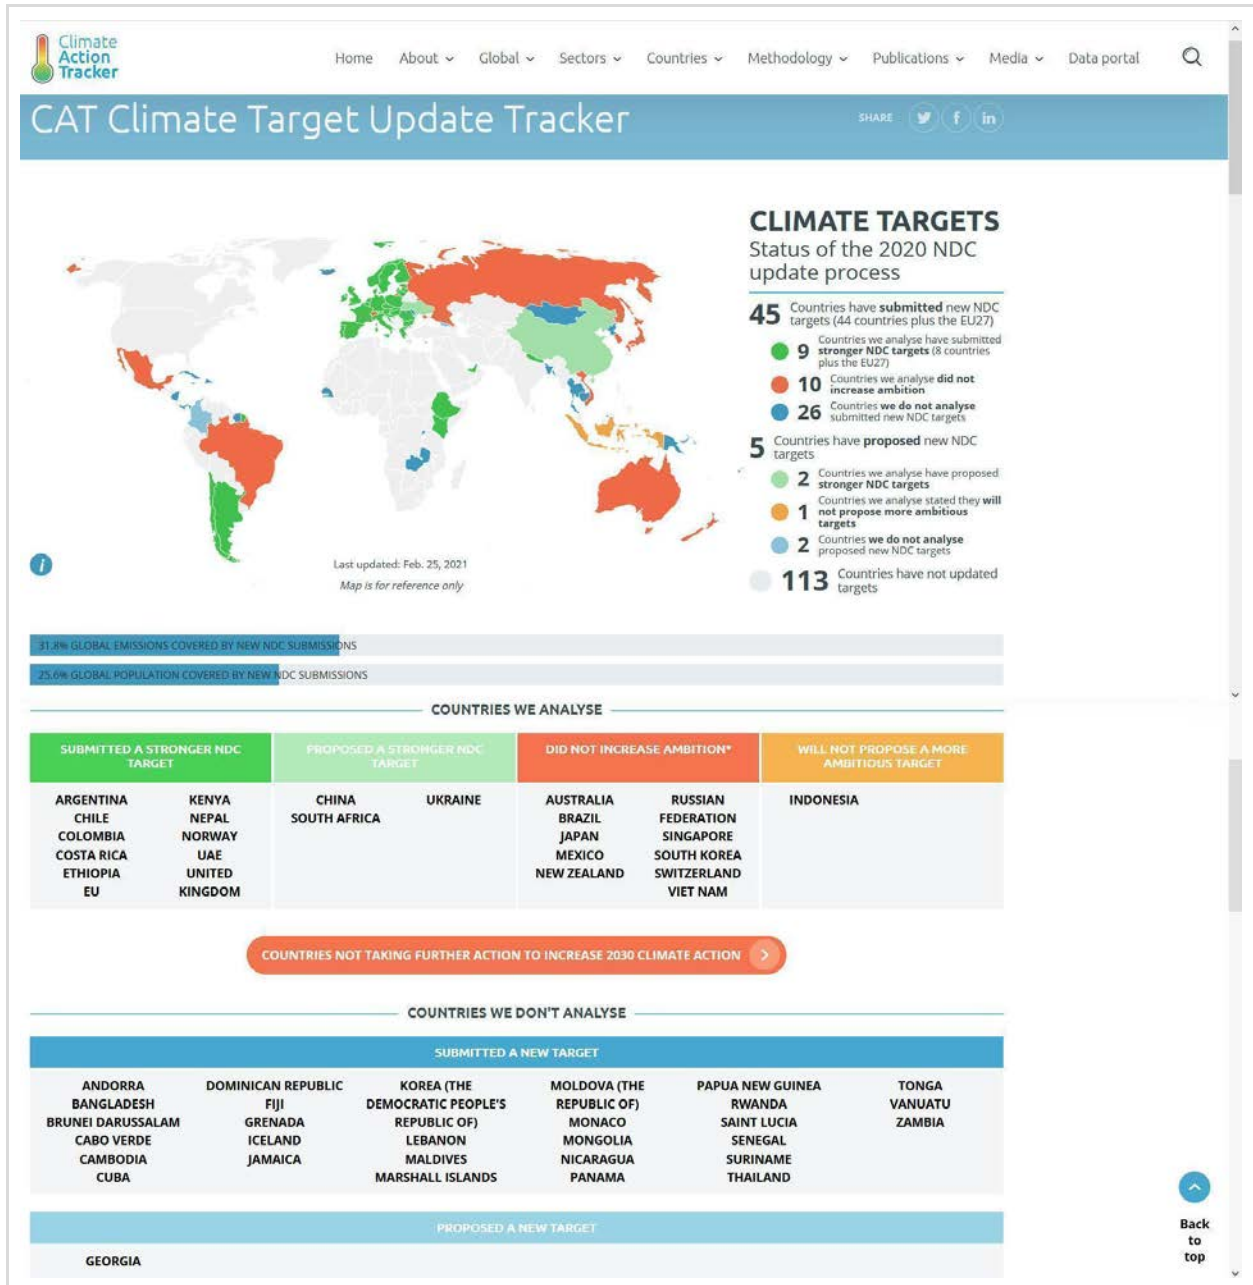 Climate
Action
Tracker
Home About Global Sectors Countries Methodology Publications Media Data portal
CAT Climate Target Update Tracker
SHARE
CLIMATE TARGETS
Status of the 2020 NDC
update process
45 Countries have submitted new NDC
targets (44 countries plus the EU27)
9 Countries we analyse have submitted
stronger NDC targets (8 countries
plus the EU27)
10 Countries we analyse did not
increase ambition
26 Countries we do not analyse
submitted new NDC targets
5 Countries have proposed new NDC
targets
2 Countries we analyse have proposed
stronger NDC targets
1 Countries we analyse stated they will
not propose more ambitious
targets
2 Countries we do not analyse
proposed new NDC targets
113 Countries have not updated
targets
i
Last updated: Feb. 25, 2021
Map is for reference only
31.8% GLOBAL EMISSIONS COVERED BY NEW NDC SUBMISSIONS
25.6% GLOBAL POPULATION COVERED BY NEW NDC SUBMISSIONS
COUNTRIES WE ANALYSE
SUBMITTED A STRONGER NDC
TARGET
ARGENTINA
CHILE
COLOMBIA
COSTA RICA
ETHIOPIA
EU
KENYA
NEPAL
NORWAY
UAE
UNITED
KINGDOM
PROPOSED A STRONGER NDC
TARGET
CHINA
SOUTH AFRICA
UKRAINE
DID NOT INCREASE AMBITION*
AUSTRALIA
BRAZIL
JAPAN
MEXICO
NEW ZEALAND
RUSSIAN
FEDERATION
SINGAPORE
SOUTH KOREA
SWITZERLAND
VIET NAM
WILL NOT PROPOSE A MORE
AMBITIOUS TARGET
INDONESIA
COUNTRIES NOT TAKING FURTHER ACTION TO INCREASE 2030 CLIMATE ACTION
COUNTRIES WE DON'T ANALYSE
SUBMITTED A NEW TARGET
ANDORRA
BANGLADESH
BRUNEI DARUSSALAM
CABO VERDE
CAMBODIA
CUBA
DOMINICAN REPUBLIC
FIJI
GRENADA
ICELAND
JAMAICA
KOREA (THE
DEMOCRATIC PEOPLE'S
REPUBLIC OF)
LEBANON
MALDIVES
MARSHALL ISLANDS
MOLDOVA (THE
REPUBLIC OF)
MONACO
MONGOLIA
NICARAGUA
PANAMA
PAPUA NEW GUINEA
RWANDA
SAINT LUCIA
SENEGAL
SURINAME
THAILAND
TONGA
VANUATU
ZAMBIA
PROPOSED A NEW TARGET
GEORGIA
Back
to
top